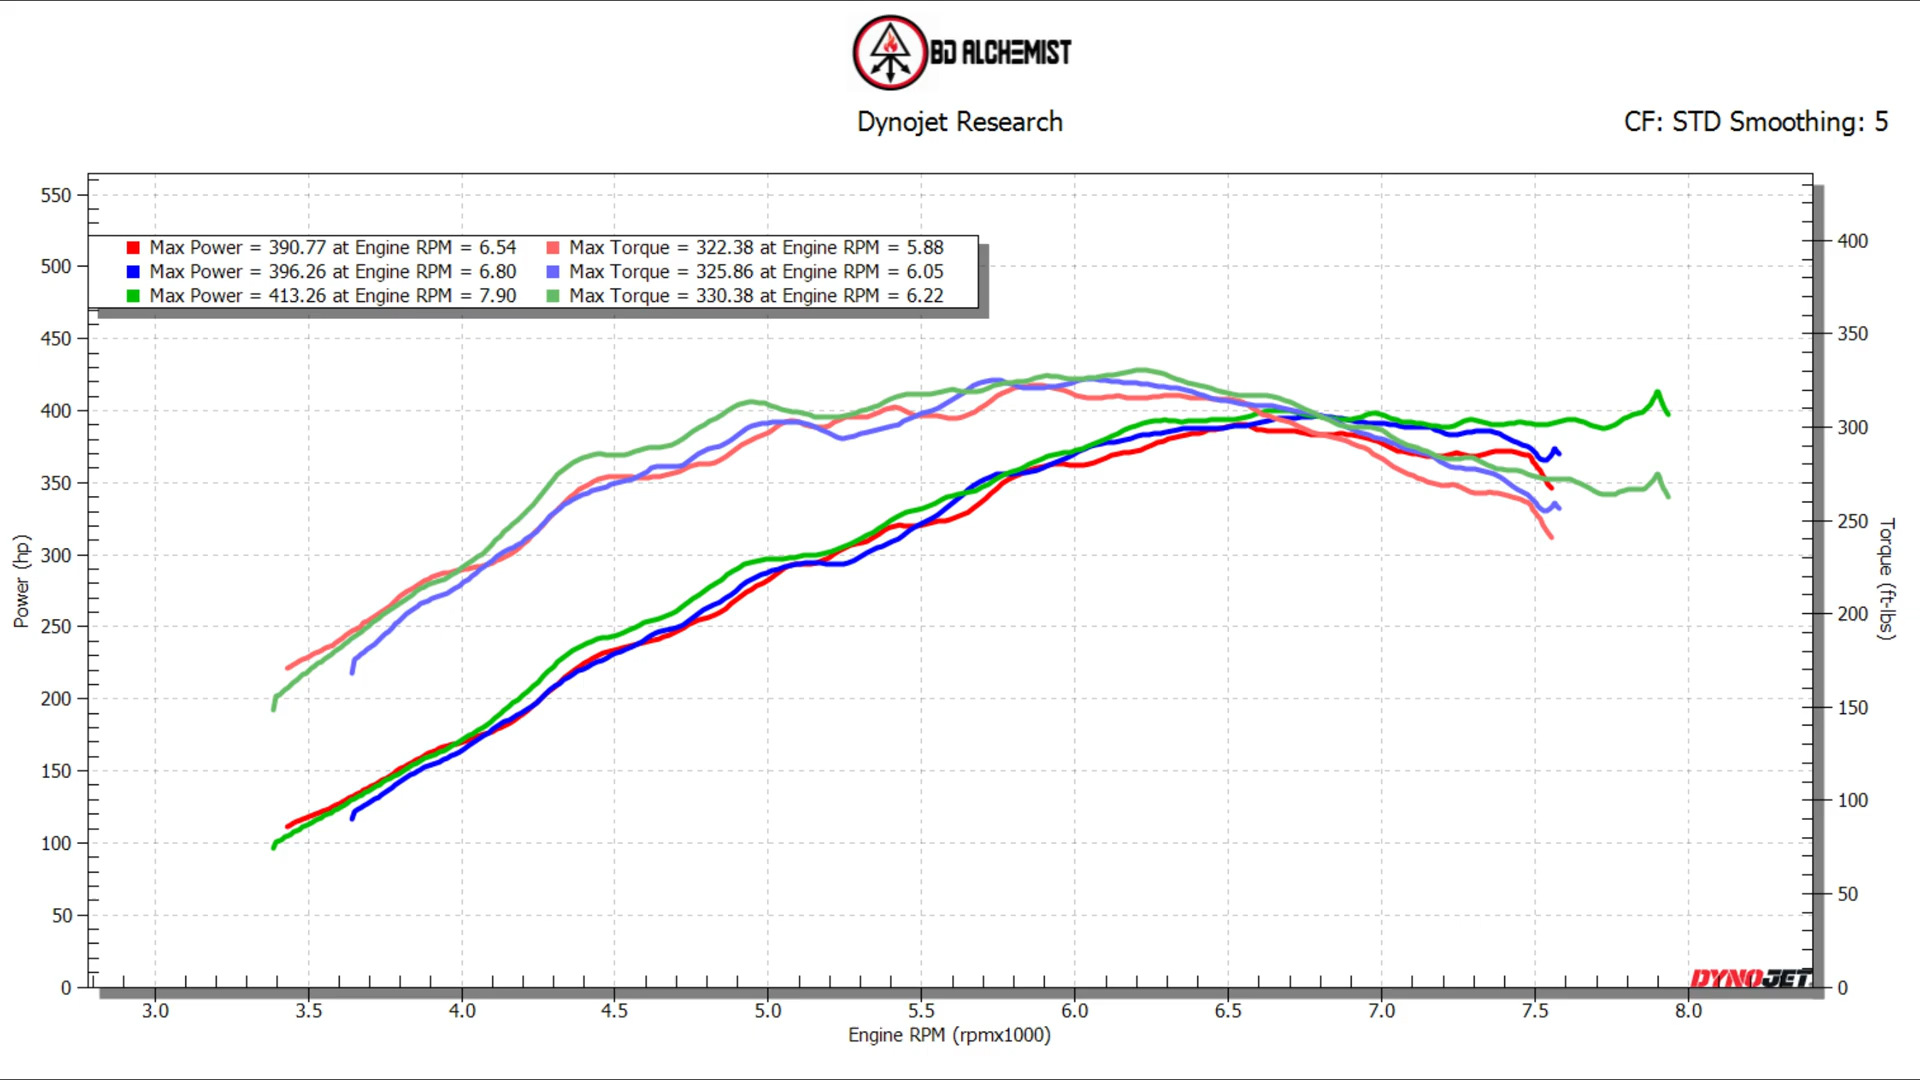 BD ALCHEMIST
Dynojet Research
CF: STD Smoothing: 5
Max Power = 390.77 at Engine RPM = 6.54 Max Torque = 322.38 at Engine RPM = 5.88
Max Power = 396.26 at Engine RPM = 6.80 Max Torque = 325.86 at Engine RPM = 6.05
Max Power = 413.26 at Engine RPM = 7.90 Max Torque = 330.38 at Engine RPM = 6.22
550
500
450
400
350
300
250
200
150
100
50
0
Power (hp)
400
350
300
250
200
150
100
50
0
Torque (ft-lbs)
DYNOJET
3.0 3.5 4.0 4.5 5.0 5.5 6.0 6.5 7.0 7.5 8.0
Engine RPM (rpmx1000)